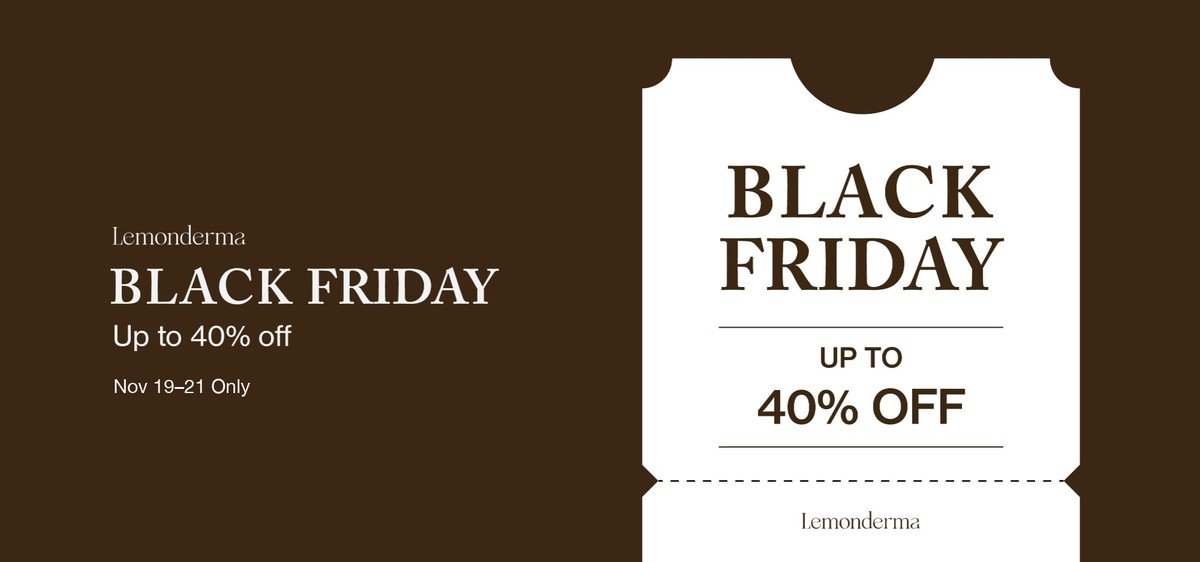 Lemonderma
BLACK FRIDAY
Up to 40% off
Nov 19–21 Only
BLACK
FRIDAY
UP TO
40% OFF
Lemonderma